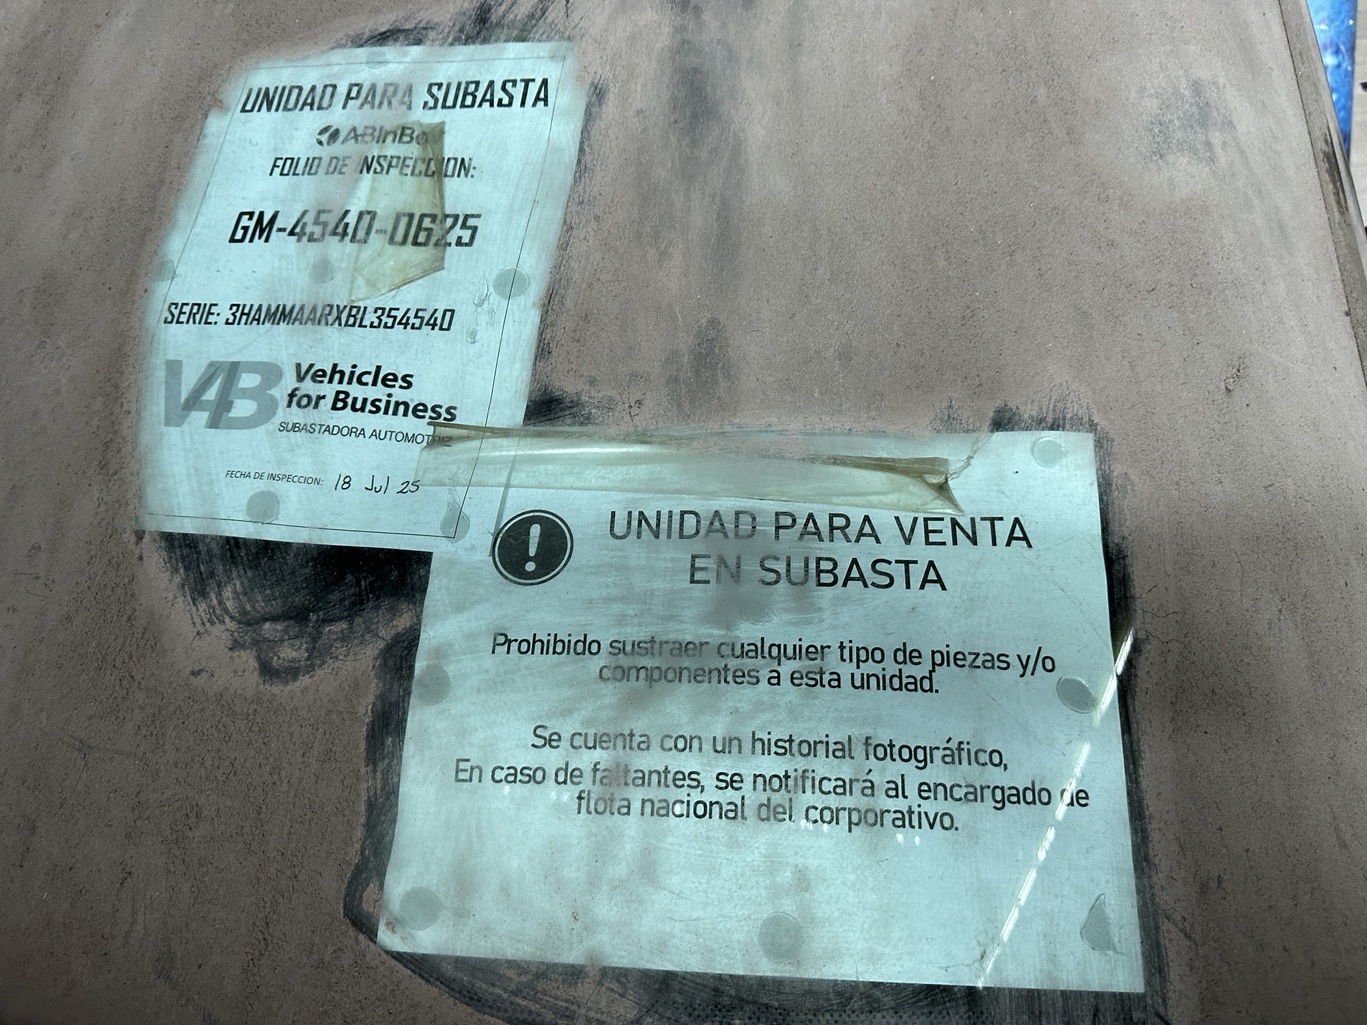 UNIDAD PARA SUBASTA
ABInBev
FOLIO DE INSPECCION:
GM-4540-0625
SERIE: 3HAMMAARXBL354540
V4B Vehicles
for Business
SUBASTADORA AUTOMOTRIZ
FECHA DE INSPECCION: 18 Jul 25
! UNIDAD PARA VENTA
EN SUBASTA
Prohibido sustraer cualquier tipo de piezas y/o
componentes a esta unidad.
Se cuenta con un historial fotográfico,
En caso de faltantes, se notificará al encargado de
flota nacional del corporativo.